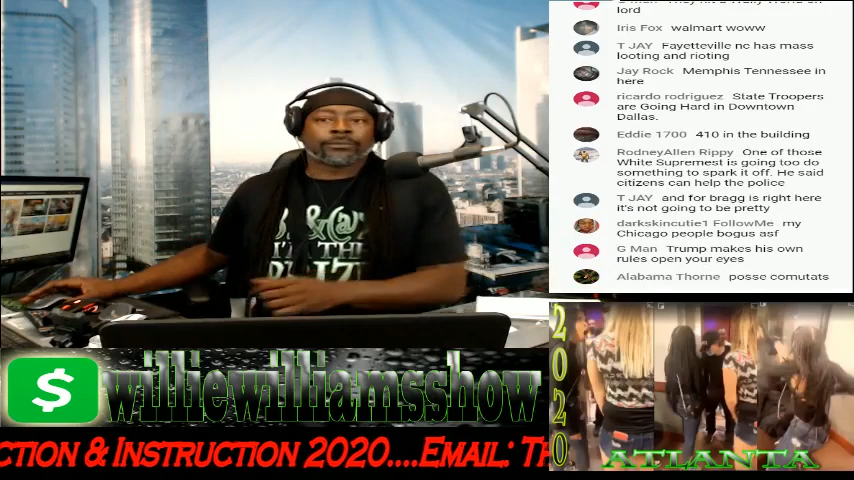 lord
Iris Fox walmart woww
T JAY Fayetteville nc has mass
looting and rioting
Jay Rock Memphis Tennessee in
here
ricardo rodriguez State Troopers
are Going Hard in Downtown
Dallas.
Eddie 1700 410 in the building
RodneyAllen Rippy One of those
White Supremest is going too do
something to spark it off. He said
citizens can help the police
T JAY and for bragg is right here
it's not going to be pretty
darkskincutie1 FollowMe my
Chicago people bogus asf
G Man Trump makes his own
rules open your eyes
Alabama Thorne posse comutats
I'M THE
$ williewilliamsshow
CTION & INSTRUCTION 2020....EMAIL: TH
2020
ATLANTA